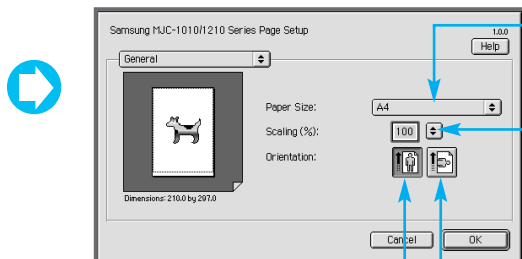 Samsung MJC-1010/1210 Series Page Setup
1.0.0
Help
General
Paper Size:
A4
Scaling (%):
100
Orientation:
Dimensions: 210.0 by 297.0
Cancel
OK